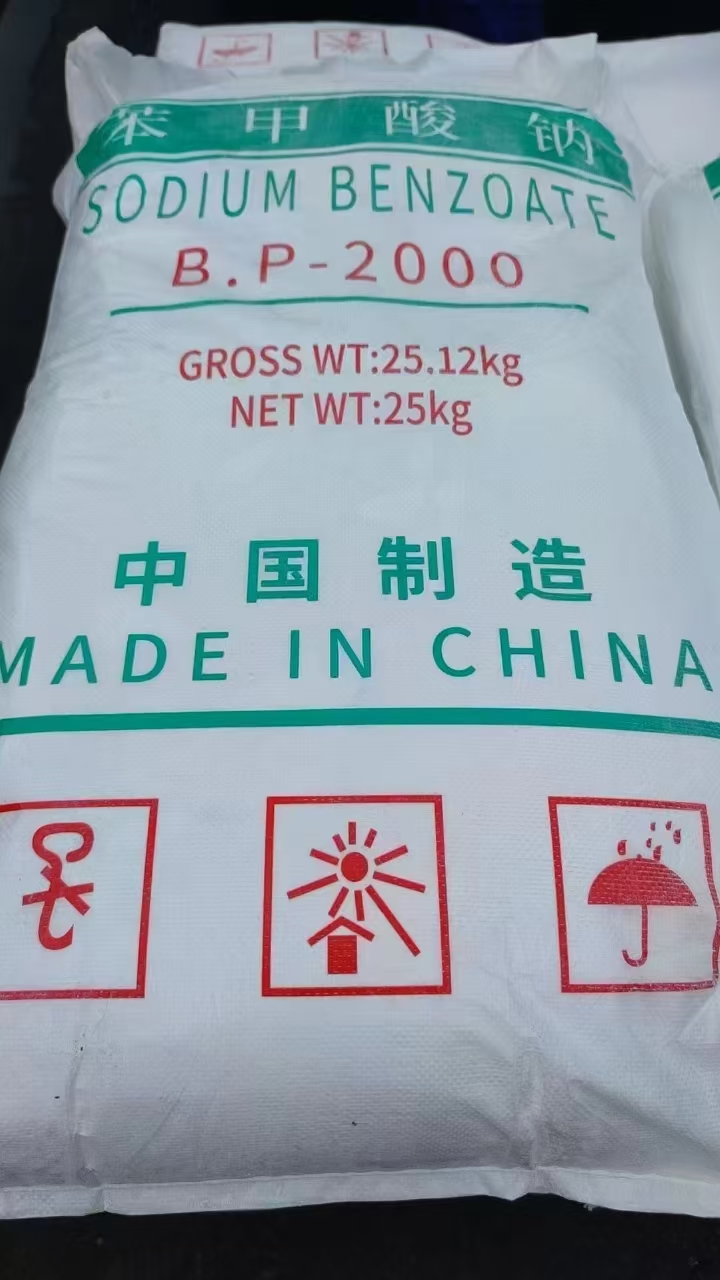 苯甲酸钠
SODIUM BENZOATE
B.P-2000
GROSS WT:25.12kg
NET WT:25kg
中国制造
MADE IN CHINA